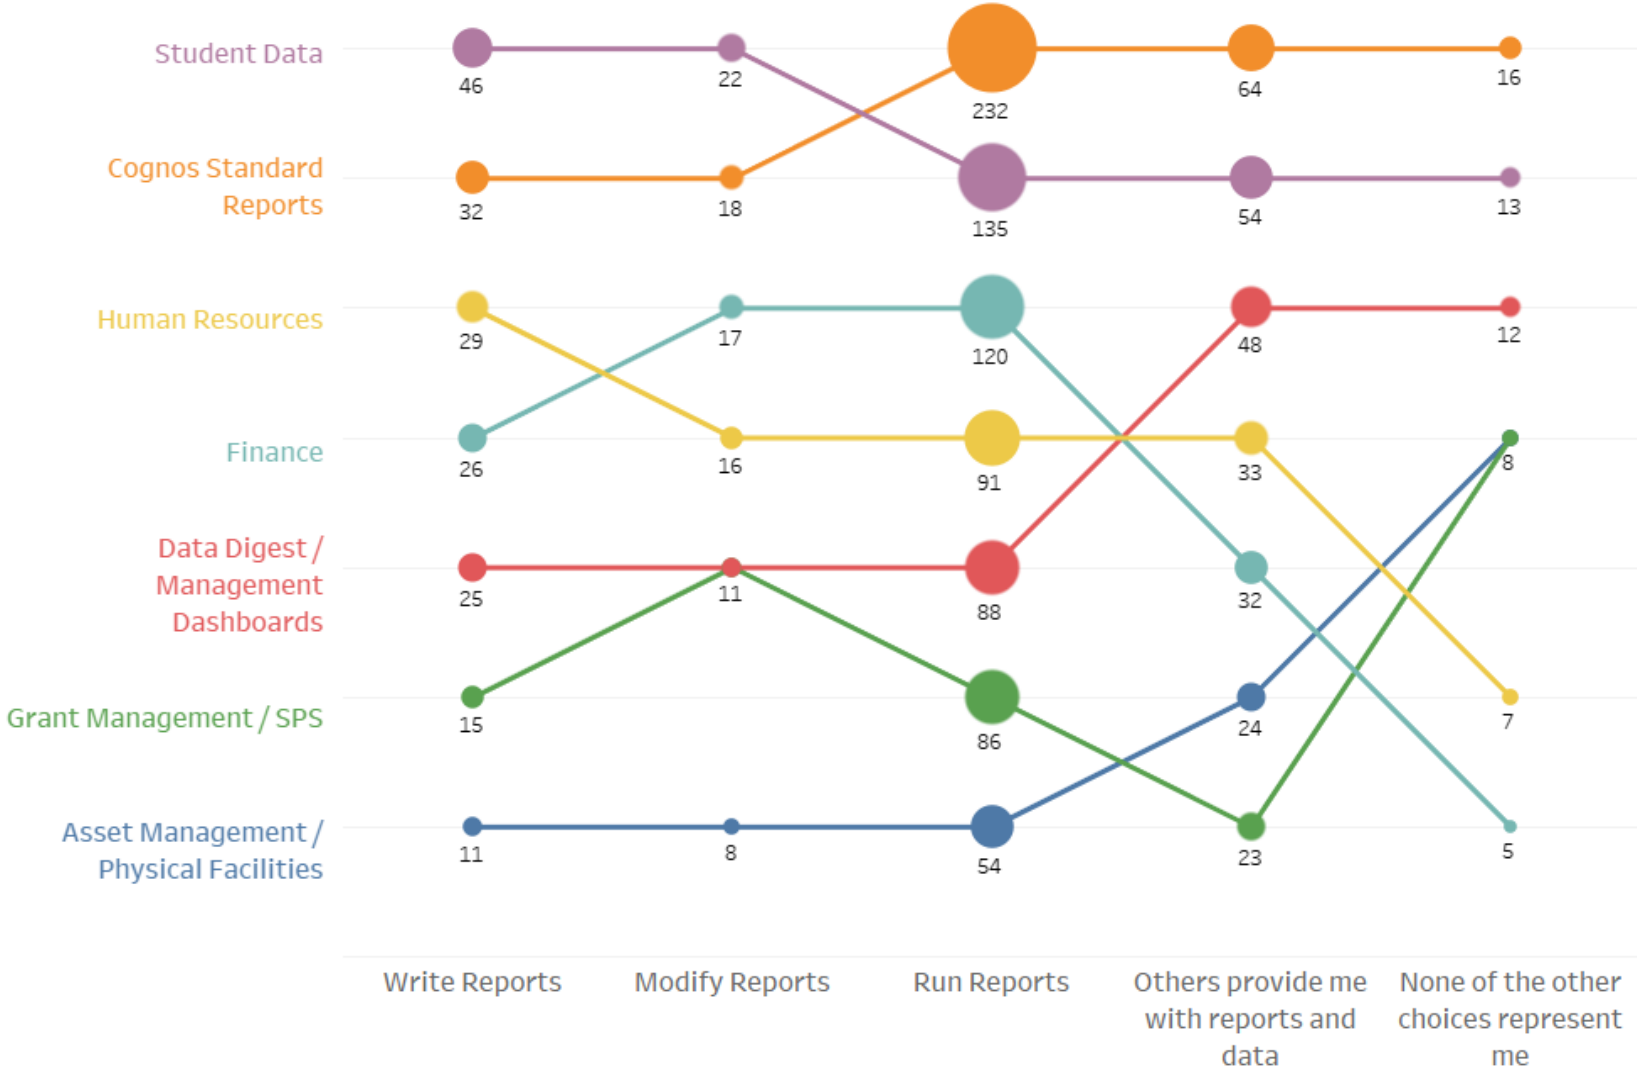 Student Data
46
22
232
64
16
Cognos Standard
Reports
32
18
135
54
13
Human Resources
29
17
120
48
12
Finance
26
16
91
33
8
Data Digest /
Management
Dashboards
25
11
88
32
Grant Management / SPS
15
86
24
7
Asset Management /
Physical Facilities
11
8
54
23
5
Write Reports
Modify Reports
Run Reports
Others provide me
with reports and
data
None of the other
choices represent
me